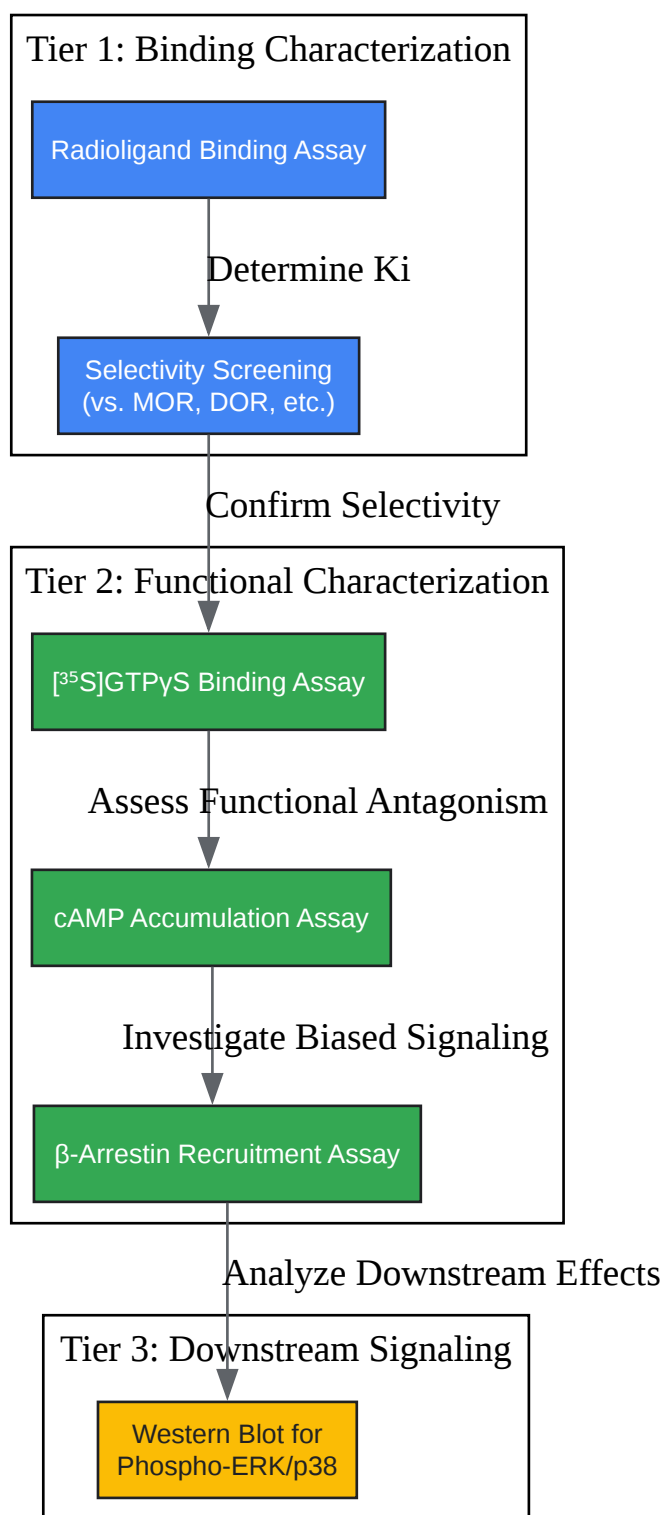 Tier 1: Binding Characterization
Radioligand Binding Assay
Determine Ki
Selectivity Screening
(vs. MOR, DOR, etc.)
Confirm Selectivity
Tier 2: Functional Characterization
[³⁵S]GTPγS Binding Assay
Assess Functional Antagonism
cAMP Accumulation Assay
Investigate Biased Signaling
β-Arrestin Recruitment Assay
Analyze Downstream Effects
Tier 3: Downstream Signaling
Western Blot for
Phospho-ERK/p38